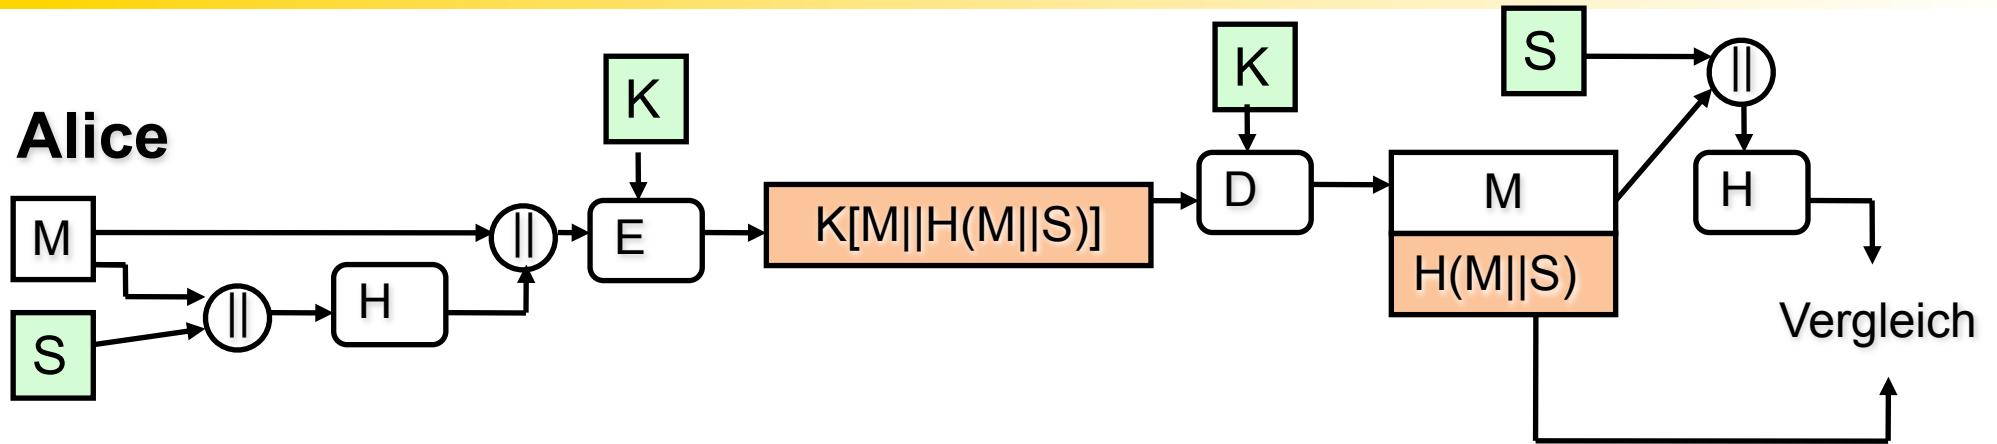 Alice
M
S
||
H
||
K
E
K[M||H(M||S)]
K
D
M
H(M||S)
S
||
H
Vergleich